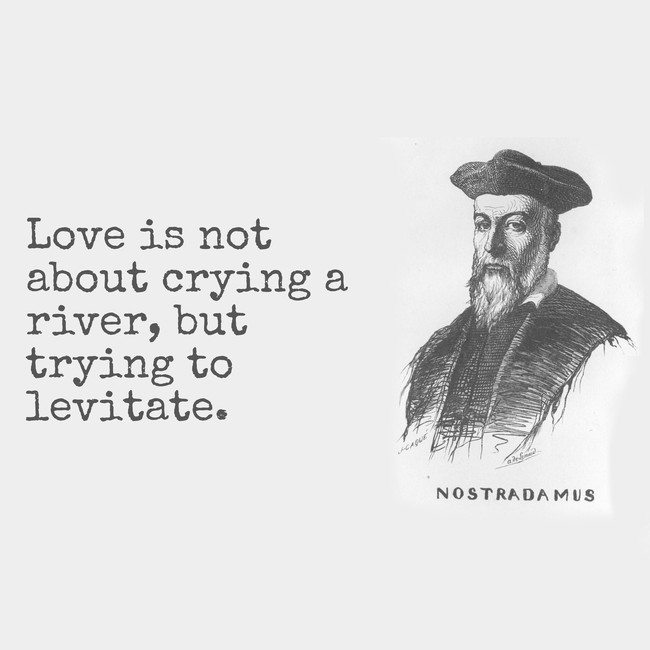 Love is not
about crying a
river, but
trying to
levitate.
NOSTRADAMUS